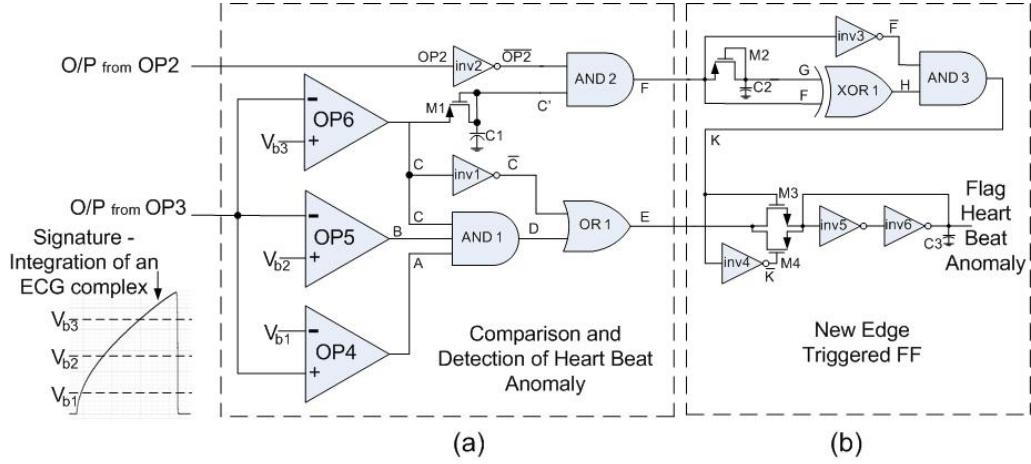 O/P from OP2
OP2
inv2
O̅P̅2̅
AND 2
F
M2
G
F
C2
XOR 1
H
inv3
F̅
AND 3
OP6
-
+
Vb3
M1
C'
C1
C
inv1
C̅
K
O/P from OP3
OP5
-
+
Vb2
C
B
A
AND 1
D
OR 1
E
M3
M4
inv4
K̅
inv5
inv6
C3
Flag
Heart
Beat
Anomaly
Signature -
Integration of an
ECG complex
Vb3
Vb2
Vb1
Vb1
-
+
OP4
Comparison and
Detection of Heart Beat
Anomaly
New Edge
Triggered FF
(a)
(b)